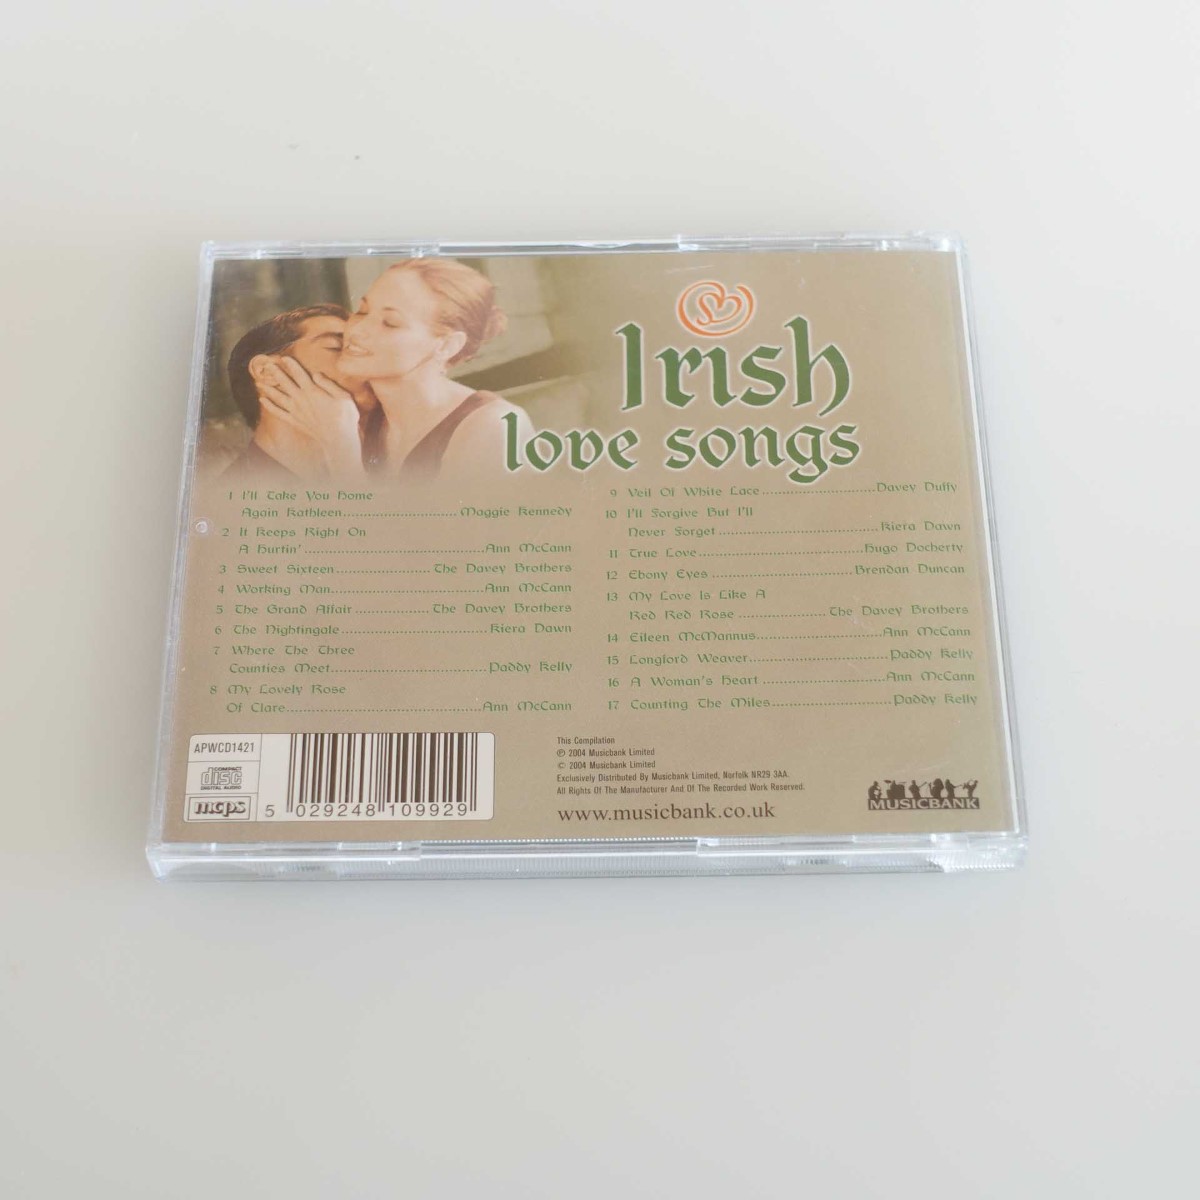 Irish
love songs
1 I'll Take You Home
Again Kathleen.......................... Maggie Kennedy
2 It Keeps Right On
A Hurtin'..........................................Ann McCann
3 Sweet Sixteen......................The Davey Brothers
4 Working Man....................................Ann McCann
5 The Grand Affair.................The Davey Brothers
6 The Nightingale..................................Kiera Dawn
7 Where The Three
Counties Meet....................................Paddy Kelly
8 My Lovely Rose
Of Clare.............................................Ann McCann
9 Veil Of White Lace...........................Davey Duffy
10 I'll Forgive But I'll
Never Forget......................................Kiera Dawn
11 True Love.......................................Hugo Docherty
12 Ebony Eyes..................................Brendan Duncan
13 My Love Is Like A
Red Red Rose.....................The Davey Brothers
14 Eileen McMannus..............................Ann McCann
15 Longford Weaver.................................Paddy Kelly
16 A Woman's Heart..............................Ann McCann
17 Counting The Miles............................Paddy Kelly
APWCD1421
COMPACT
disc
DIGITAL AUDIO
mcps
5 029248 109929
This Compilation
℗ 2004 Musicbank Limited
© 2004 Musicbank Limited
Exclusively Distributed By Musicbank Limited, Norfolk NR29 3AA.
All Rights Of The Manufacturer And Of The Recorded Work Reserved.
www.musicbank.co.uk
MUSICBANK